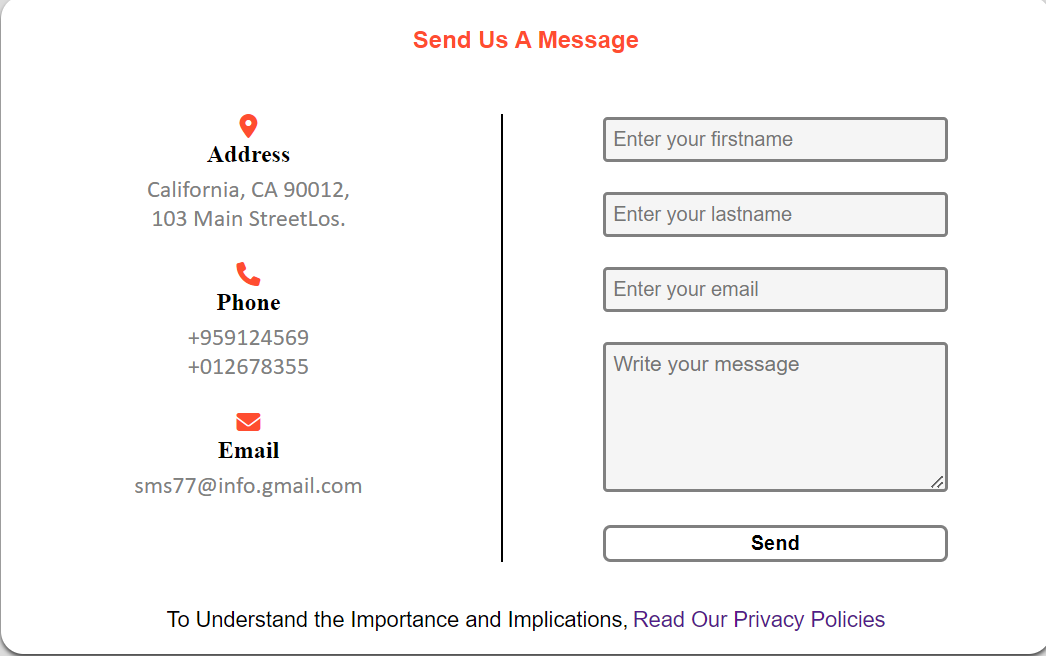 Send Us A Message
Address
California, CA 90012,
103 Main StreetLos.
Phone
+959124569
+012678355
Email
sms77@info.gmail.com
Enter your firstname
Enter your lastname
Enter your email
Write your message
Send
To Understand the Importance and Implications, Read Our Privacy Policies